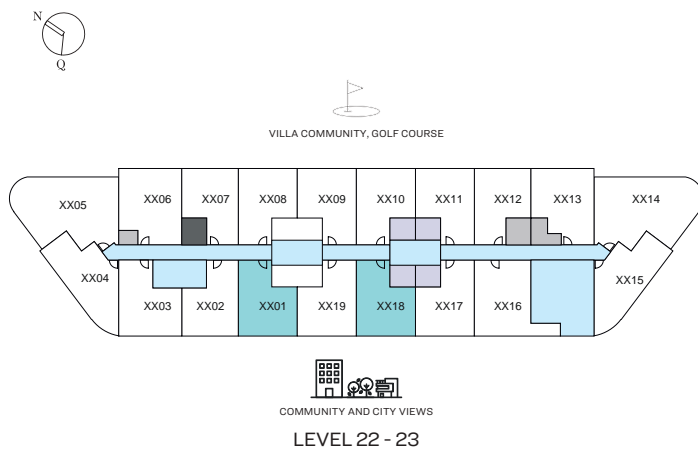 N
Q
VILLA COMMUNITY, GOLF COURSE
XX05 XX06 XX07 XX08 XX09 XX10 XX11 XX12 XX13 XX14
XX04 XX03 XX02 XX01 XX19 XX18 XX17 XX16 XX15
COMMUNITY AND CITY VIEWS
LEVEL 22 - 23